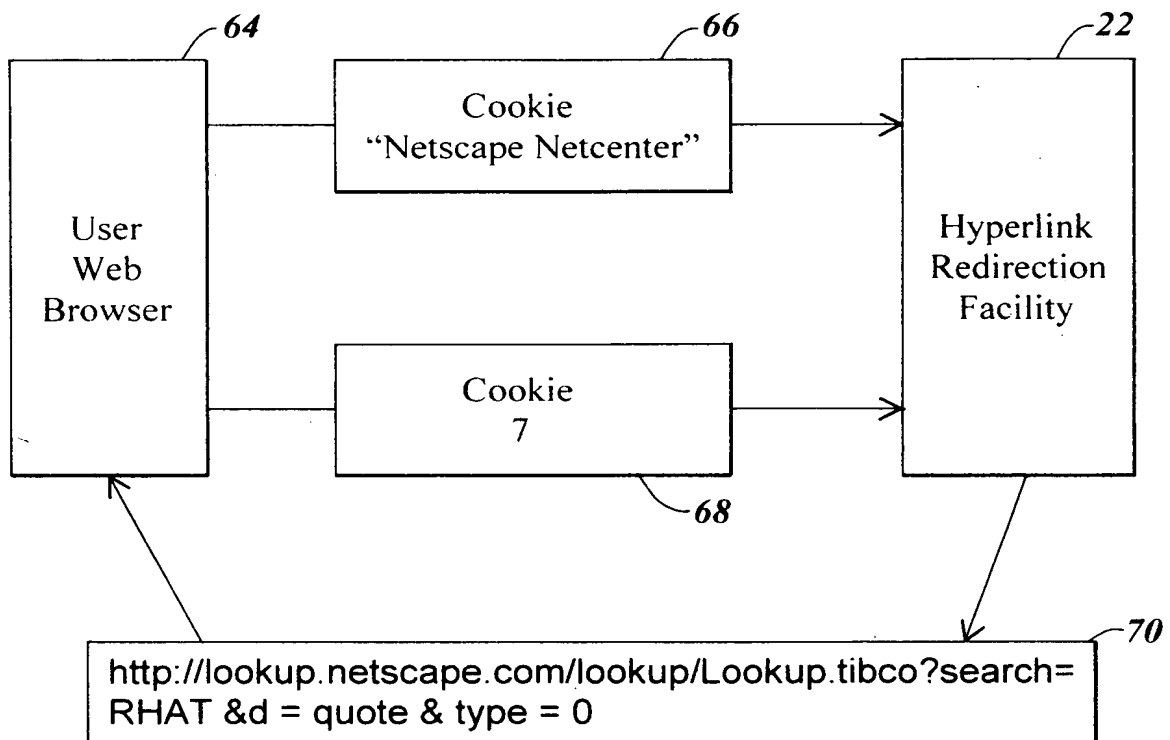 64
66
22
Cookie
“Netscape Netcenter”
User
Web
Browser
Hyperlink
Redirection
Facility
Cookie
7
68
70
http://lookup.netscape.com/lookup/Lookup.tibco?search=
RHAT &d = quote & type = 0